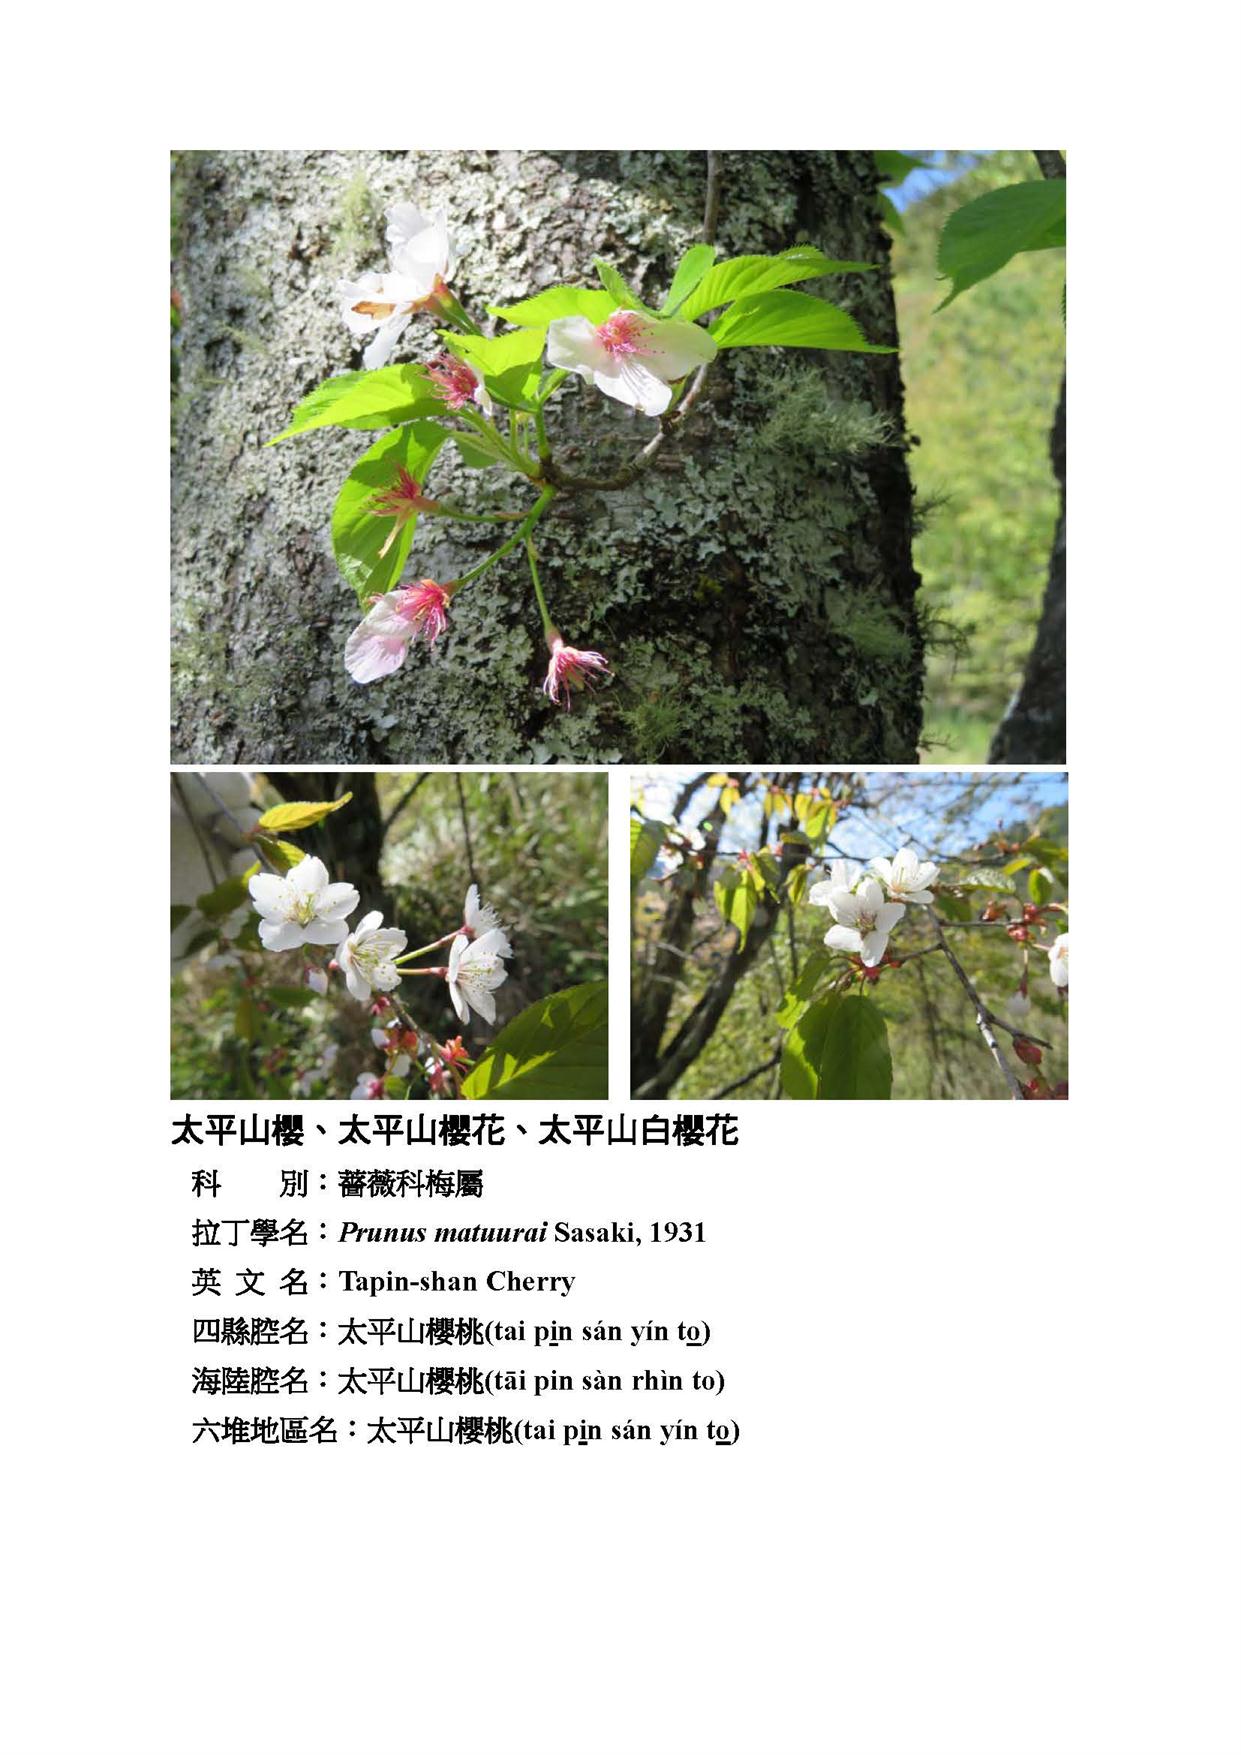 太平山櫻、太平山櫻花、太平山白櫻花
科　　別：薔薇科梅屬
拉丁學名：Prunus matuurai Sasaki, 1931
英 文 名：Tapin-shan Cherry
四縣腔名：太平山櫻桃(tai pi̲n sán yín to̲)
海陸腔名：太平山櫻桃(tāi pin sàn rhìn to)
六堆地區名：太平山櫻桃(tai pi̲n sán yín to̲)